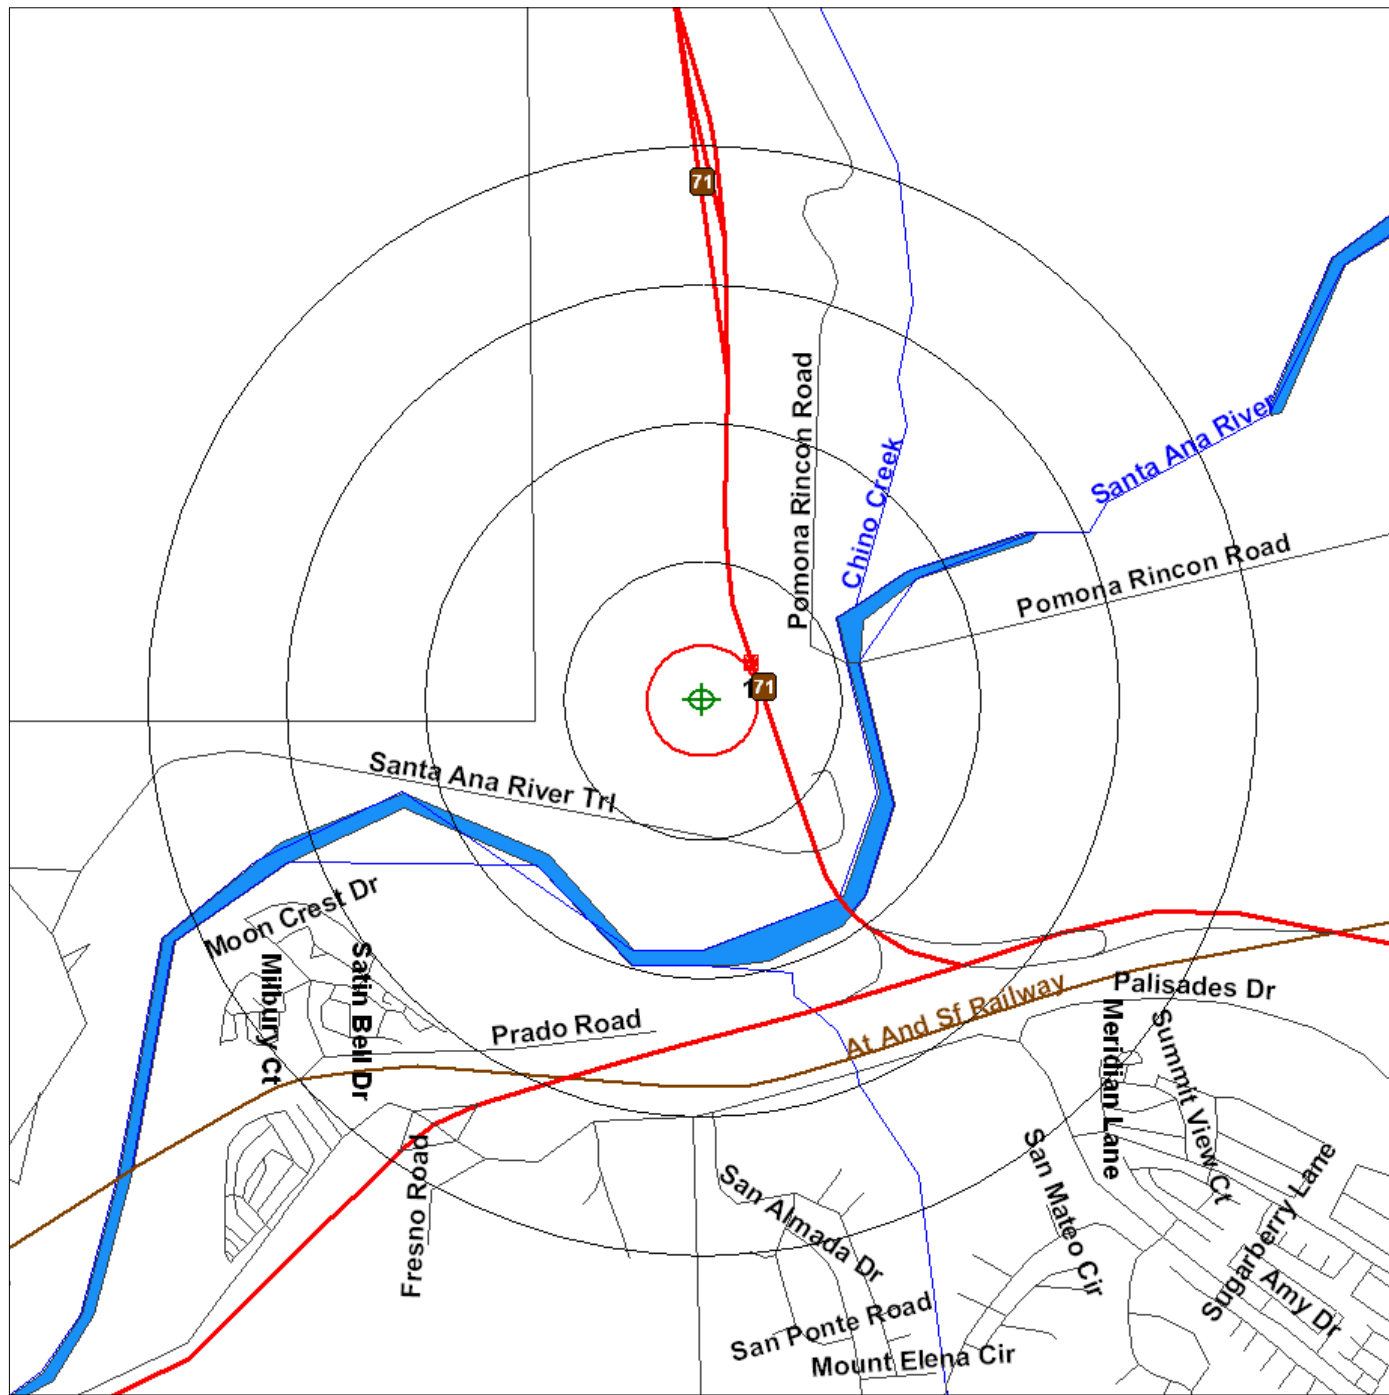 71
Pomona Rincon Road
Chino Creek
Santa Ana River
Pomona Rincon Road
1
71
Santa Ana River Trl
Moon Crest Dr
Milbury Ct
Satin Bell Dr
Prado Road
At And Sf Railway
Palisades Dr
Meridian Lane
Summit View Ct
Fresno Road
San Almada Dr
San Mateo Cir
Sugarberry Lane
Amy Dr
San Ponte Road
Mount Elena Cir